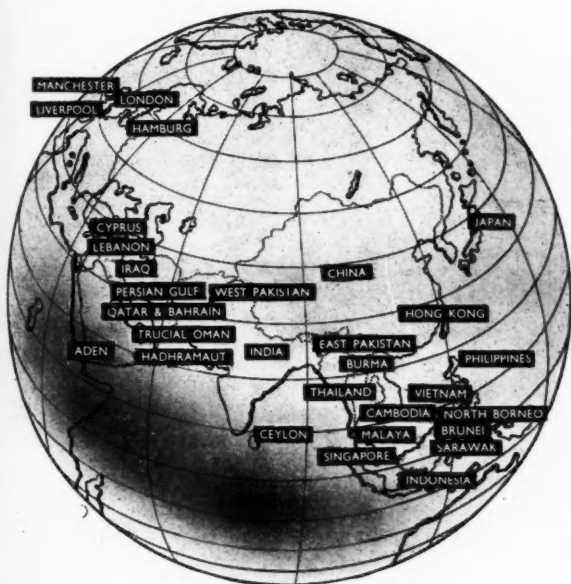 MANCHESTER
LONDON
LIVERPOOL
HAMBURG
CYPRUS
JAPAN
LEBANON
IRAQ
CHINA
PERSIAN GULF
WEST PAKISTAN
QATAR & BAHRAIN
HONG KONG
TRUCIAL OMAN
EAST PAKISTAN
ADEN
HADHRAMAUT
INDIA
BURMA
PHILIPPINES
THAILAND
VIETNAM
CAMBODIA
NORTH BORNEO
CEYLON
MALAYA
BRUNEI
SARAWAK
SINGAPORE
INDONESIA